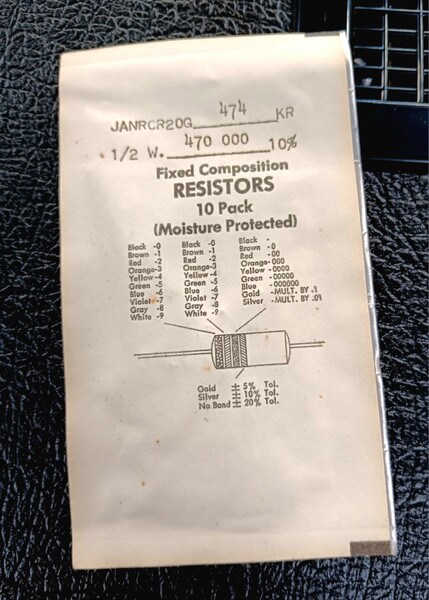 JANRCR20G 474 KR
1/2 W. 470 000 10%
Fixed Composition
RESISTORS
10 Pack
(Moisture Protected)
Black -0 Black -0 Black -
Brown -1 Brown -1 Brown -0
Red -2 Red -2 Red -00
Orange-3 Orange-3 Orange- 000
Yellow-4 Yellow-4 Yellow -0000
Green -5 Green -5 Green -00000
Blue -6 Blue -6 Blue -000000
Violet -7 Violet -7 Gold -MULT. BY .1
Gray -8 Gray -8 Silver -MULT. BY .01
White -9 White -9
Gold ± 5% Tol.
Silver ± 10% Tol.
No Band ± 20% Tol.